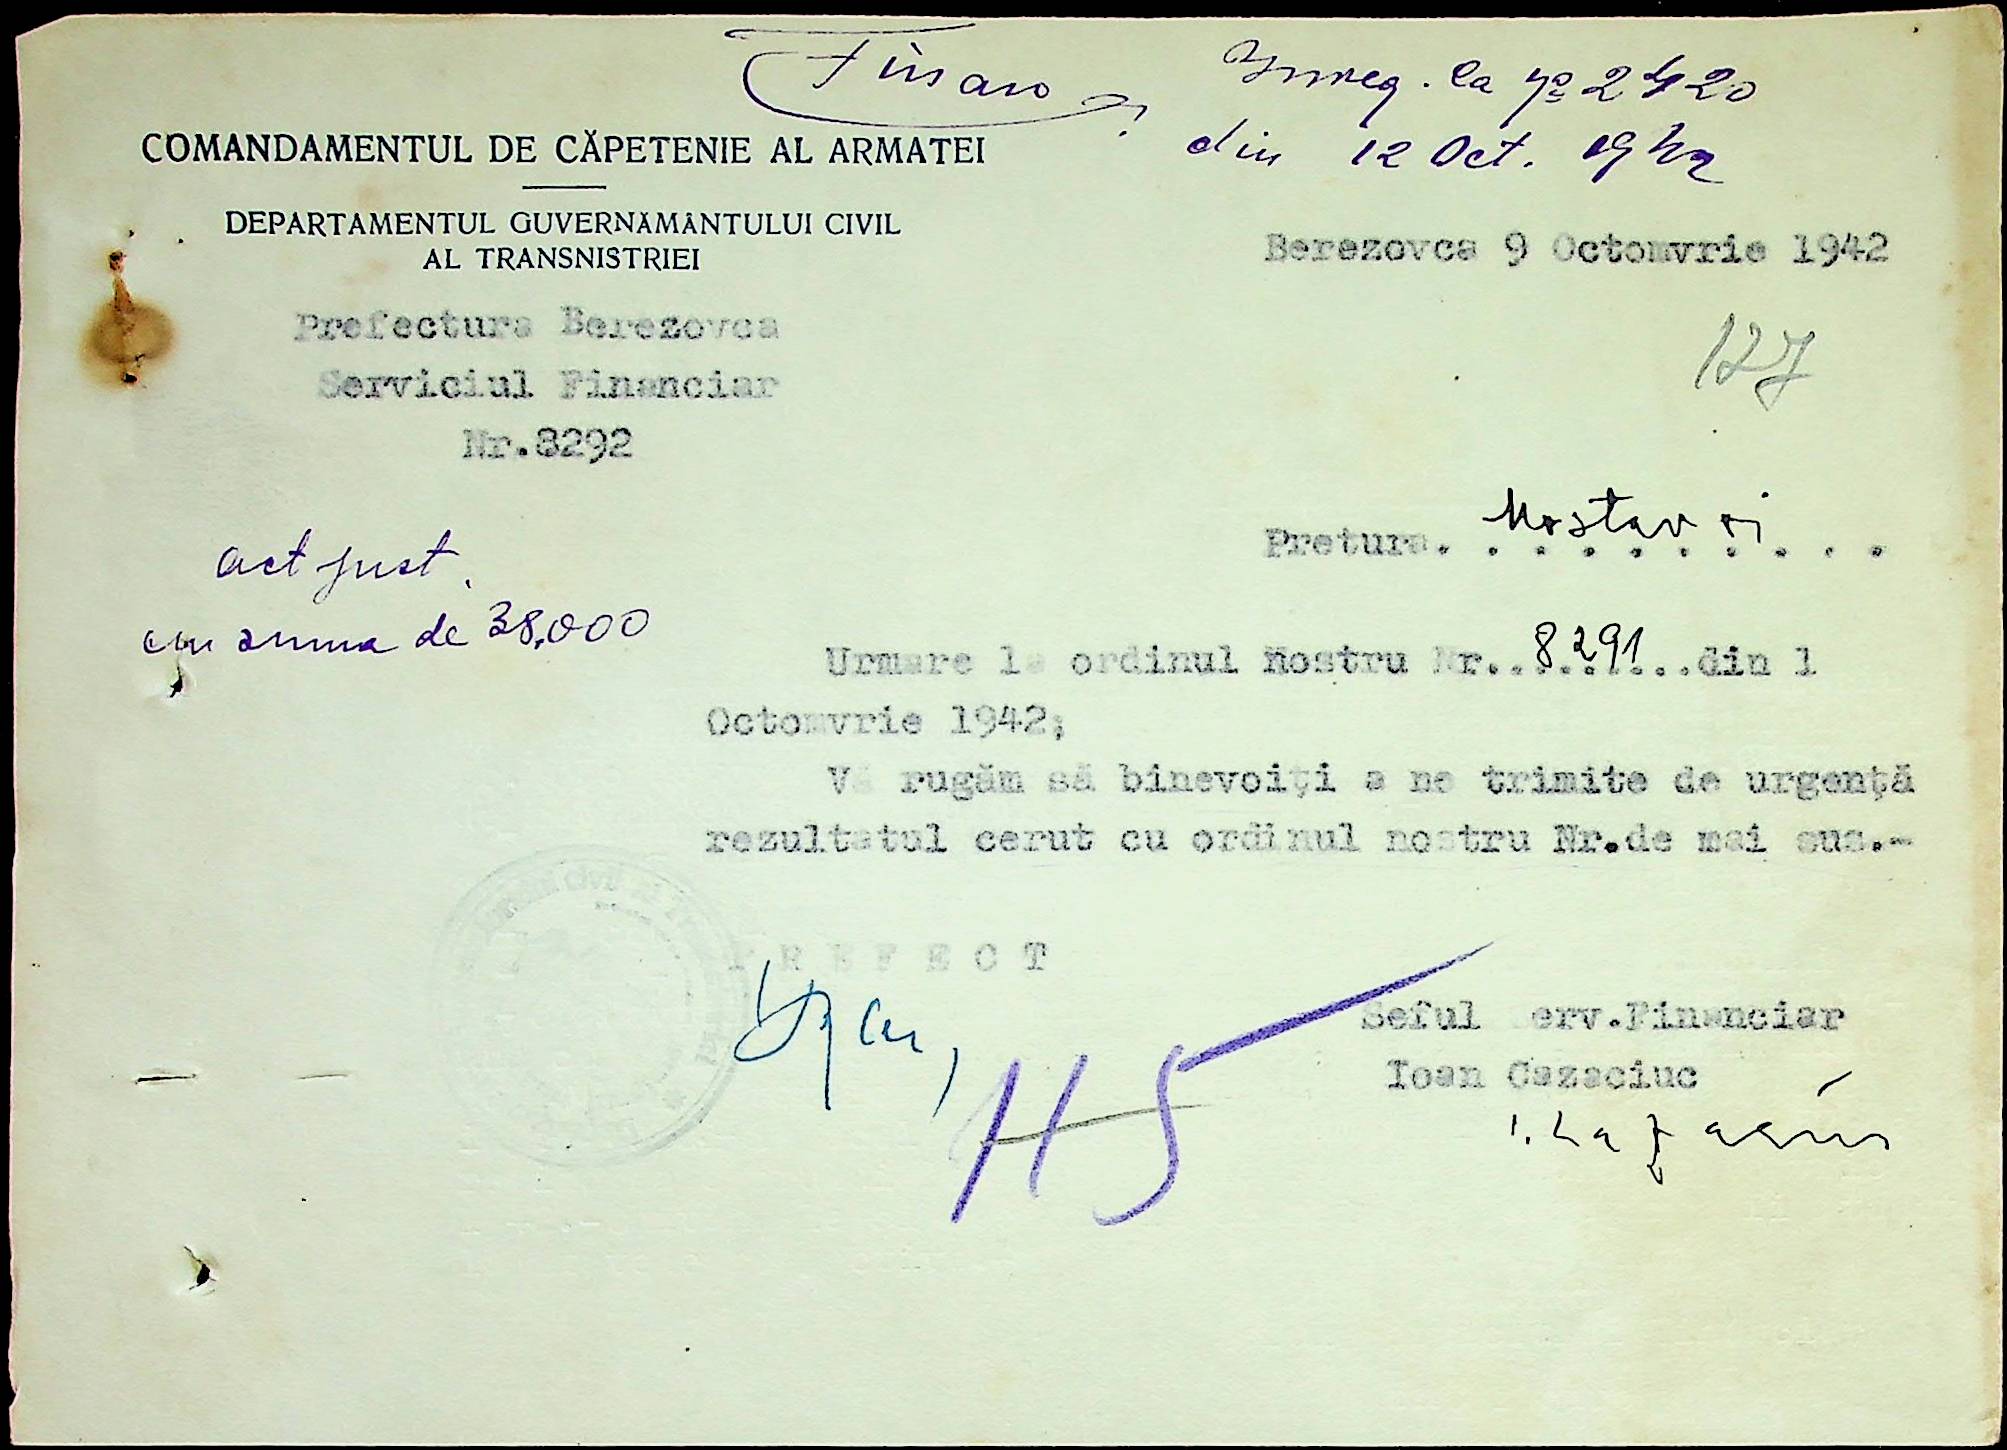 Finano
Inreg. la No 2420
din 12 Oct. 1942
COMANDAMENTUL DE CĂPETENIE AL ARMATEI
DEPARTAMENTUL GUVERNĂMÂNTULUI CIVIL
AL TRANSNISTRIEI
Berezovca 9 Octomvrie 1942
Prefectura Berezovca
Serviciul Financiar
Nr.8292
127
Pretura. Mostovoi
act just.
cu suma de 38,000
Urmare la ordinul Nostru Nr...8291...din 1
Octomvrie 1942;
Vă rugăm să binevoiți a ne trimite de urgență
rezultatul cerut cu ordinul nostru Nr.de mai sus.-
PREFECT
Seful Serv.Financiar
Ioan Cazaciuc
H5